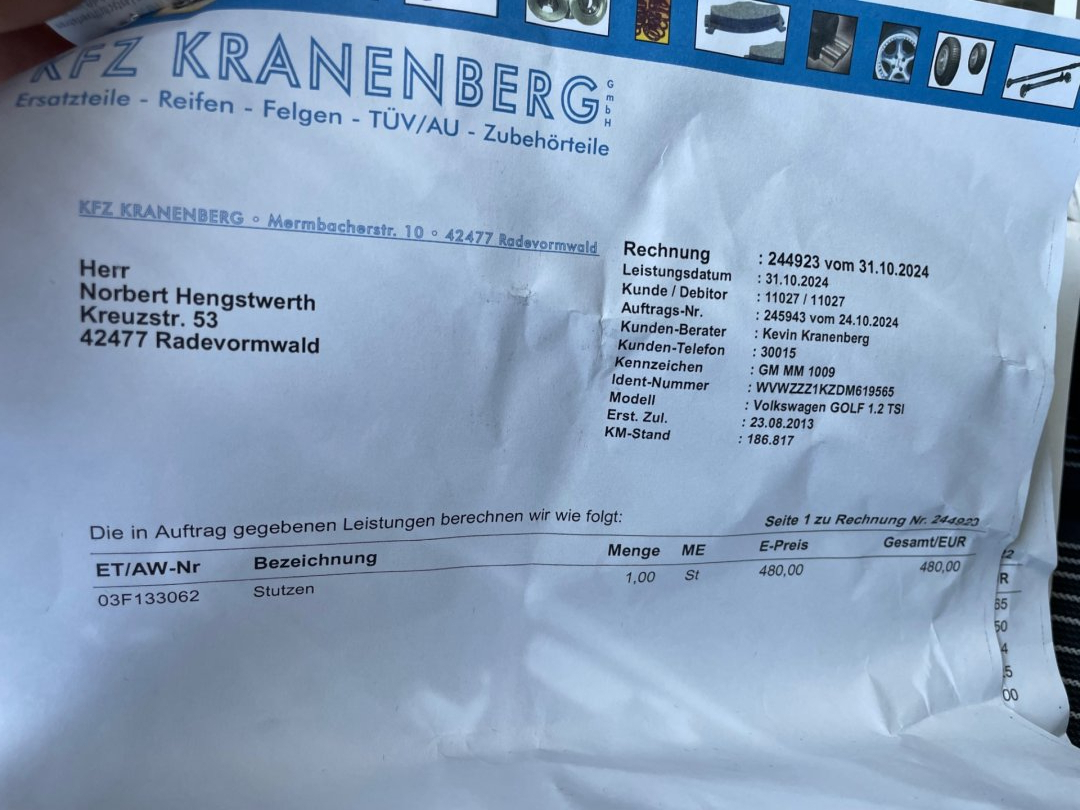 KFZ KRANENBERG GmbH
Ersatzteile - Reifen - Felgen - TÜV/AU - Zubehörteile
KFZ KRANENBERG ° Mermbacherstr. 10 ° 42477 Radevormwald
Herr
Norbert Hengstwerth
Kreuzstr. 53
42477 Radevormwald
Rechnung : 244923 vom 31.10.2024
Leistungsdatum : 31.10.2024
Kunde / Debitor : 11027 / 11027
Auftrags-Nr. : 245943 vom 24.10.2024
Kunden-Berater : Kevin Kranenberg
Kunden-Telefon : 30015
Kennzeichen : GM MM 1009
Ident-Nummer : WVWZZZ1KZDM619565
Modell : Volkswagen GOLF 1.2 TSI
Erst. Zul. : 23.08.2013
KM-Stand : 186.817
Die in Auftrag gegebenen Leistungen berechnen wir wie folgt:
Seite 1 zu Rechnung Nr. 244923
ET/AW-Nr Bezeichnung Menge ME E-Preis Gesamt/EUR
03F133062 Stutzen 1,00 St 480,00 480,00